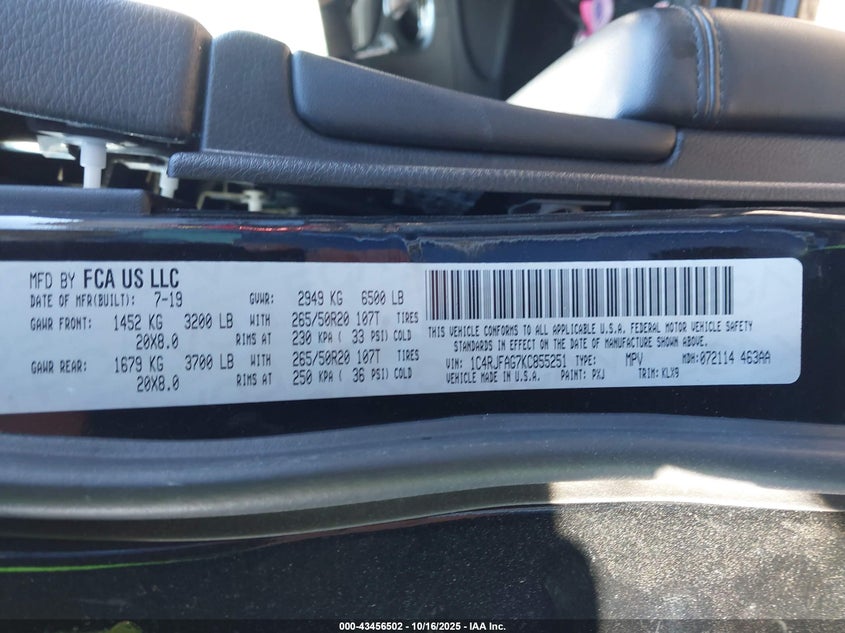 MFD BY FCA US LLC
DATE OF MFR(BUILT): 7-19 GVWR: 2949 KG 6500 LB
GAWR FRONT: 1452 KG 3200 LB WITH 265/50R20 107T TIRES
20X8.0 RIMS AT 230 KPA ( 33 PSI) COLD
GAWR REAR: 1679 KG 3700 LB WITH 265/50R20 107T TIRES
20X8.0 RIMS AT 250 KPA ( 36 PSI) COLD
THIS VEHICLE CONFORMS TO ALL APPLICABLE U.S.A. FEDERAL MOTOR VEHICLE SAFETY
STANDARDS IN EFFECT ON THE DATE OF MANUFACTURE SHOWN ABOVE.
VIN: 1C4RJFAG7KC855251 TYPE: MPV MDH: 072114 463AA
VEHICLE MADE IN U.S.A. PAINT: PXJ TRIM: KLX9
000-43456502 - 10/16/2025 - IAA Inc.